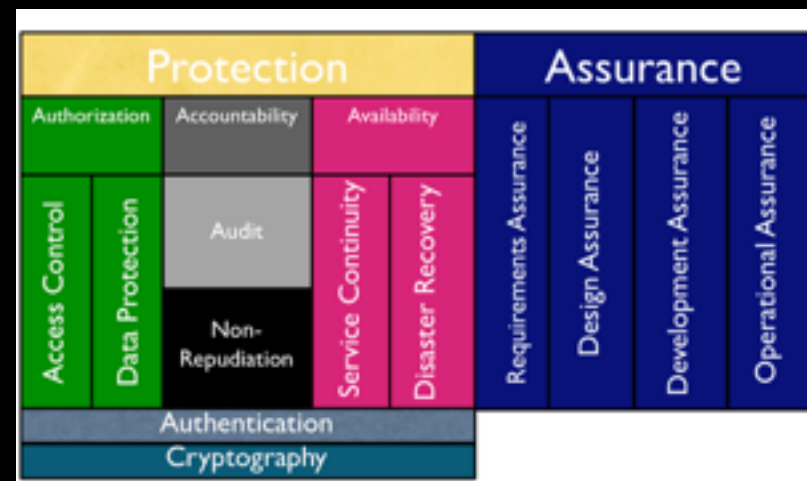 Protection
Assurance
Authorization
Accountability
Availability
Access Control
Data Protection
Audit
Non-
Repudiation
Service Continuity
Disaster Recovery
Requirements Assurance
Design Assurance
Development Assurance
Operational Assurance
Authentication
Cryptography